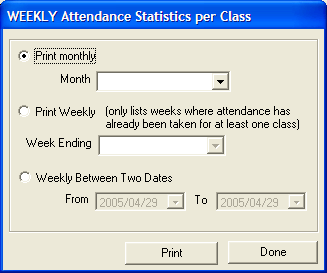 WEEKLY Attendance Statistics per Class
Print monthly
Month
Print Weekly (only lists weeks where attendance has
already been taken for at least one class)
Week Ending
Weekly Between Two Dates
From 2005/04/29 To 2005/04/29
Print Done